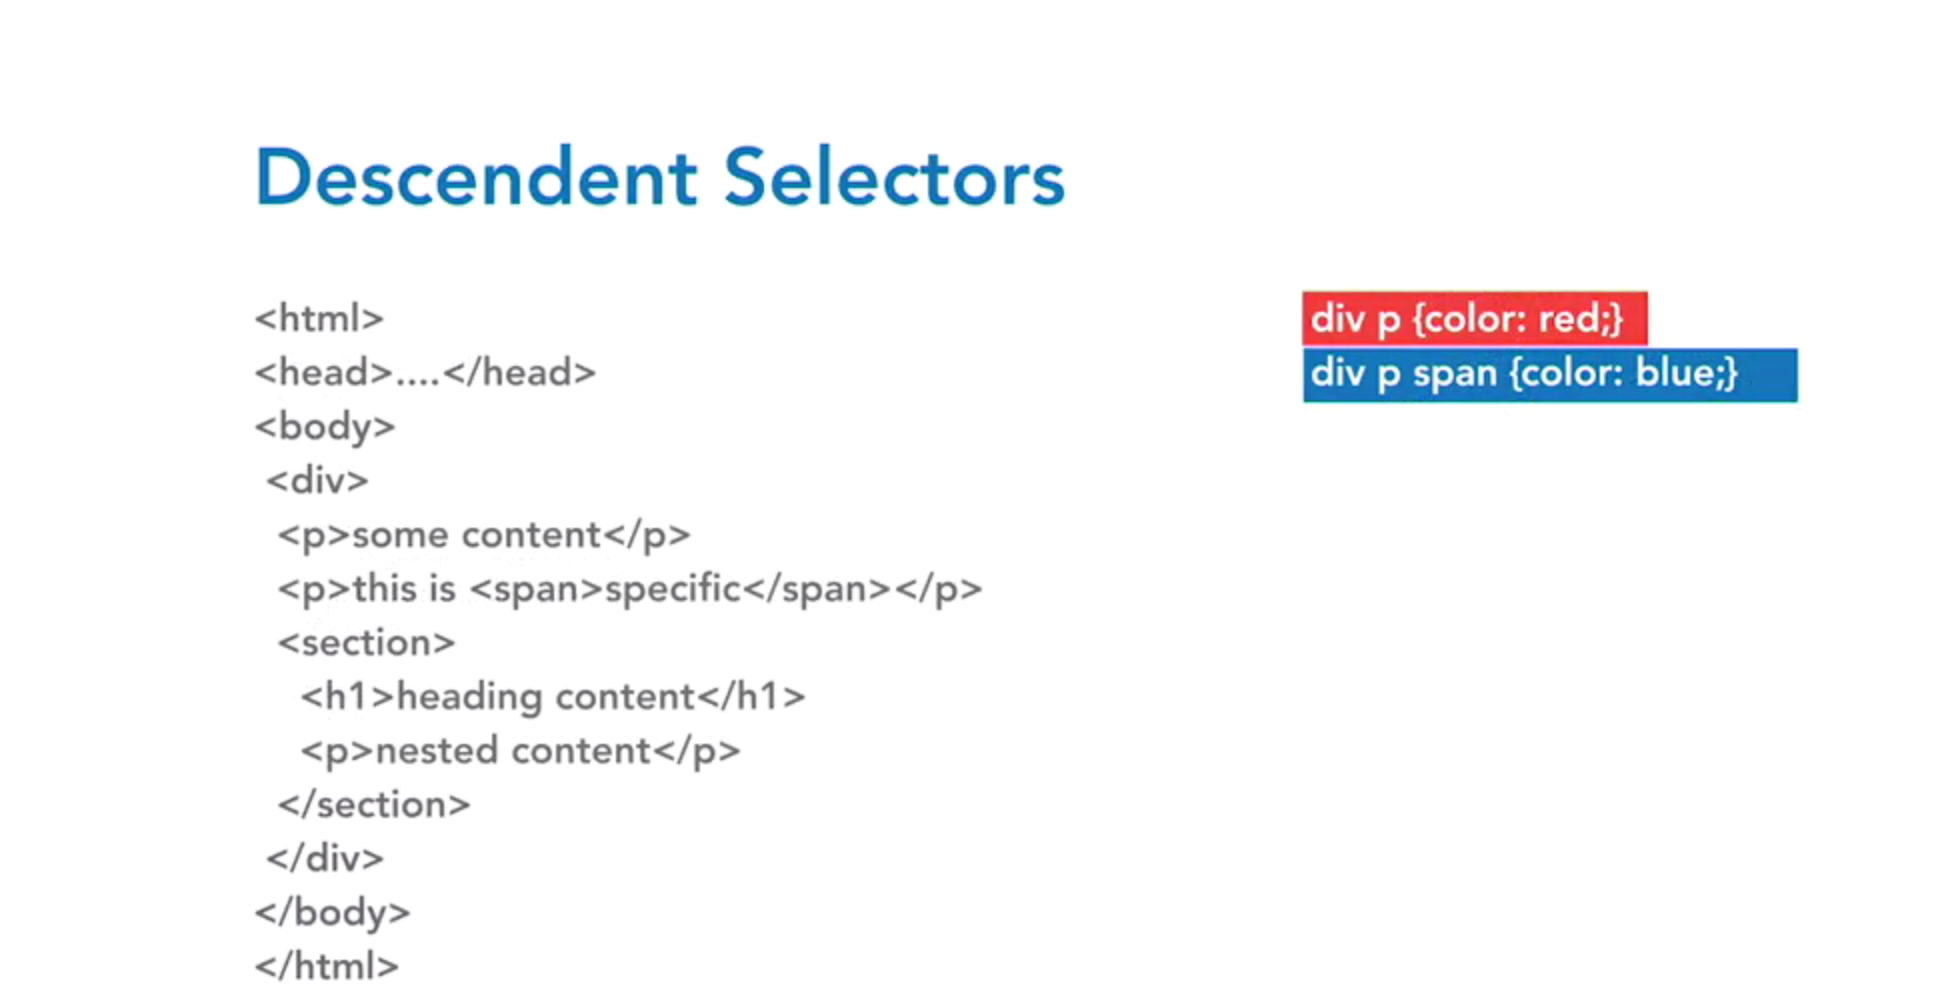 Descendent Selectors
<html>
<head>....</head>
<body>
<div>
<p>some content</p>
<p>this is <span>specific</span></p>
<section>
<h1>heading content</h1>
<p>nested content</p>
</section>
</div>
</body>
</html>
div p {color: red;}
div p span {color: blue;}